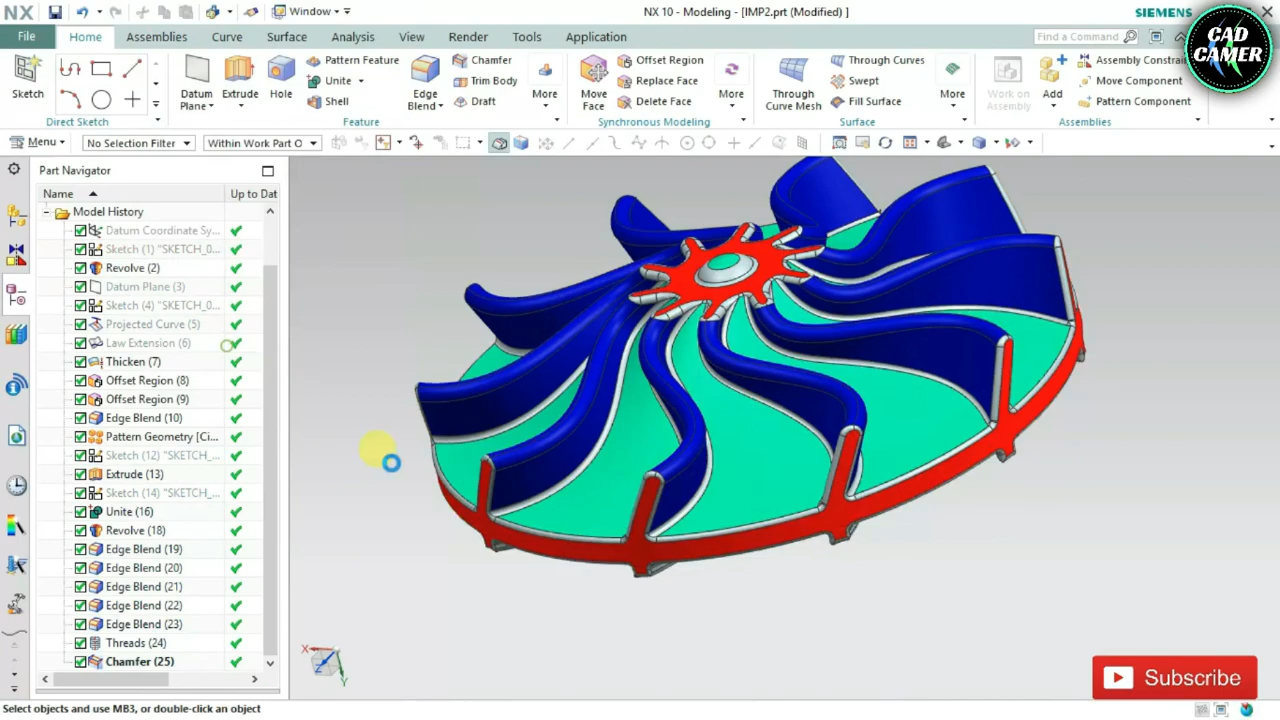 NX
Window
NX 10 - Modeling - [IMP2.prt (Modified) ]
SIEMENS
File
Home
Assemblies
Curve
Surface
Analysis
View
Tools
Render
Application
Find a Command
CAD
CAMER
Sketch
Direct Sketch
Datum
Plane
Extrude
Hole
Pattern Feature
Unite
Shell
Edge
Blend
Chamfer
Trim Body
Draft
More
Feature
Move
Face
Offset Region
Replace Face
Delete Face
More
Synchronous Modeling
Through
Curve Mesh
Through Curves
Swept
Fill Surface
More
Surface
Work on
Assembly
Add
Assembly Constra
Move Component
Pattern Component
Assemblies
Menu
No Selection Filter
Within Work Part O
Part Navigator
Name
Up to Dat
Model History
Datum Coordinate Sy...
Sketch (1) "SKETCH_0...
Revolve (2)
Datum Plane (3)
Sketch (4) "SKETCH_0...
Projected Curve (5)
Law Extension (6)
Thicken (7)
Offset Region (8)
Offset Region (9)
Edge Blend (10)
Pattern Geometry [Ci...
Sketch (12) "SKETCH_...
Extrude (13)
Sketch (14) "SKETCH_...
Unite (16)
Revolve (18)
Edge Blend (19)
Edge Blend (20)
Edge Blend (21)
Edge Blend (22)
Edge Blend (23)
Threads (24)
Chamfer (25)
X
Z
Y
Subscribe
Select objects and use MB3, or double-click an object